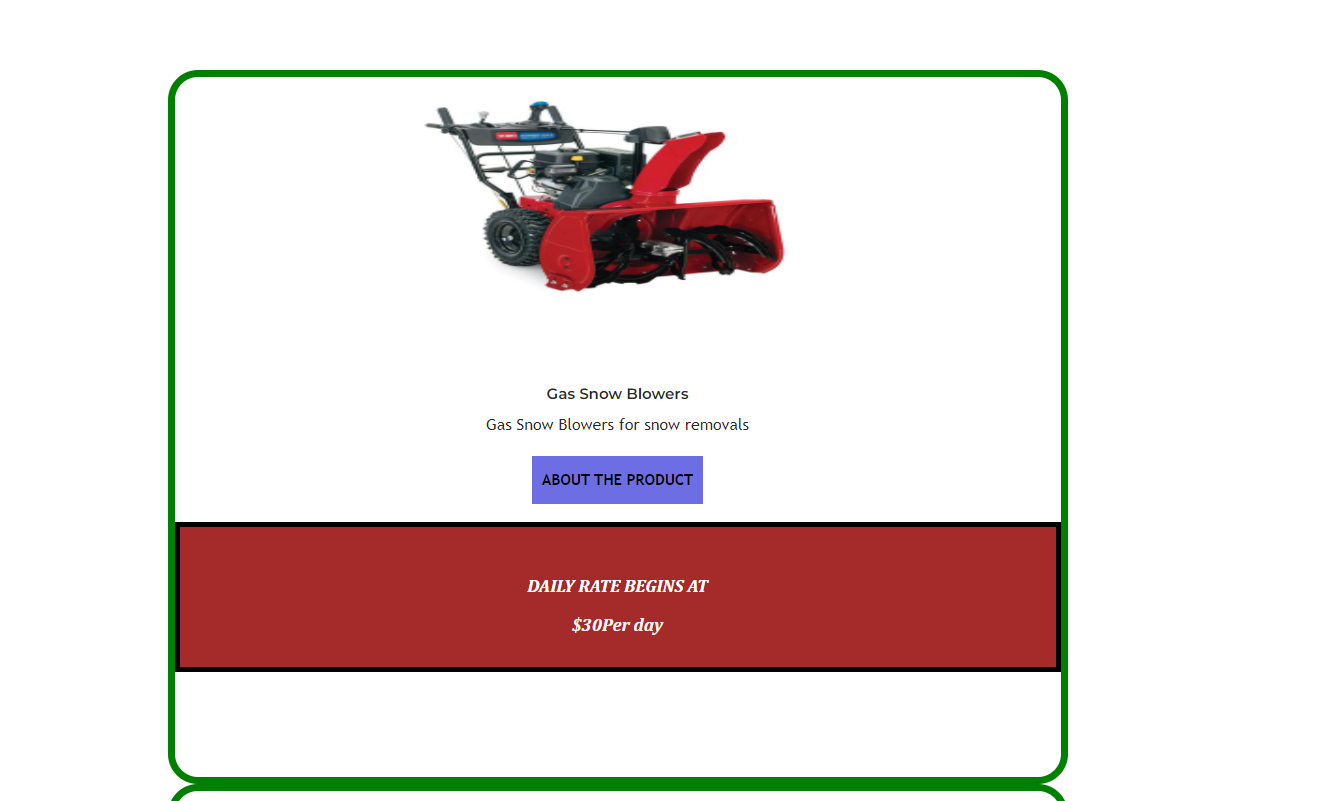 Gas Snow Blowers
Gas Snow Blowers for snow removals
ABOUT THE PRODUCT
DAILY RATE BEGINS AT
$30Per day